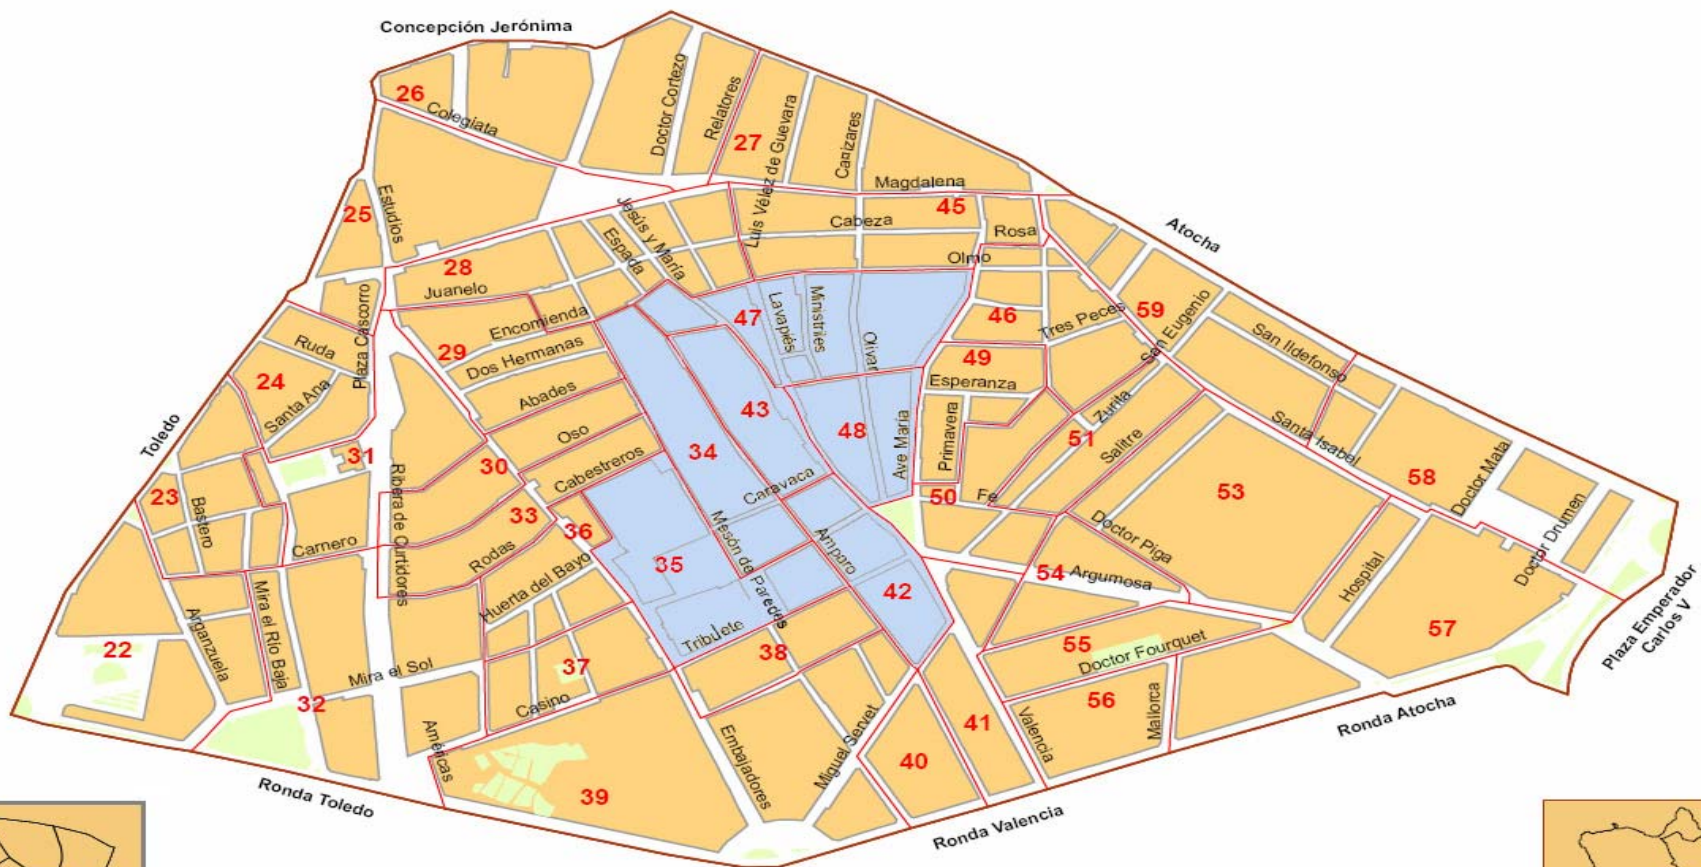 Concepción Jerónima
26
Colegiata
Doctor Cortezo
Relatores
27
Luis Vélez de Guevara
Cañizares
Magdalena
25
Estudios
Jesús y María
Espada
Cabeza
45
Rosa
Atocha
28
Juanelo
Olmo
Plaza Cascorro
Encomienda
47
Lavapiés
Ministriles
Olivar
46
Tres Peces
59
San Eugenio
San Ildefonso
Ruda
29
Dos Hermanas
49
24
Santa Ana
Abades
43
Esperanza
Zurita
Toledo
Oso
48
Ave María
Primavera
51
Salitre
Santa Isabel
31
30
34
Cabestreros
Caravaca
58
Doctor Mata
23
Bastero
Ribera de Curtidores
33
36
50
Fe
53
Doctor Drumen
Carnero
Rodas
Mesón de Paredes
Amparo
Doctor Piga
35
54
Argumosa
Hospital
Huerta del Bayo
42
Mira el Río Baja
Arganzuela
Tribulete
57
Plaza Emperador
Carlos V
22
38
55
Doctor Fourquet
Mira el Sol
37
32
Casino
56
Mallorca
Valencia
41
Ronda Atocha
Américas
Embajadores
Miguel Servet
40
39
Ronda Toledo
Ronda Valencia